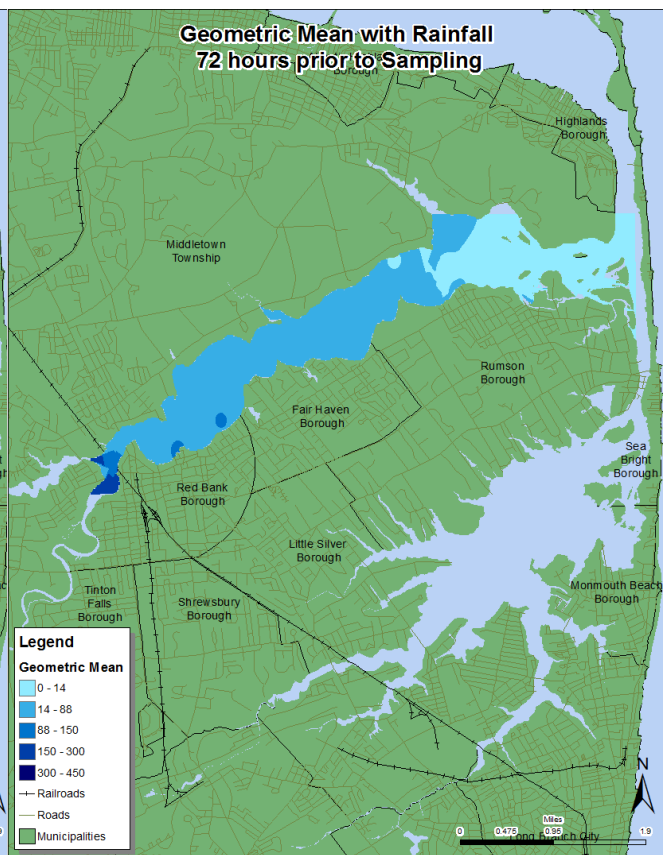 Geometric Mean with Rainfall
72 hours prior to Sampling
Borough
Highlands
Borough
Middletown
Township
Rumson
Borough
Fair Haven
Borough
Sea
Bright
Borough
Red Bank
Borough
Little Silver
Borough
Tinton
Falls
Borough
Shrewsbury
Borough
Monmouth Beach
Borough
Legend
Geometric Mean
0 - 14
14 - 88
88 - 150
150 - 300
300 - 450
Railroads
Roads
Municipalities
N
Miles
0 0.475 0.95 1.9
Long Branch City